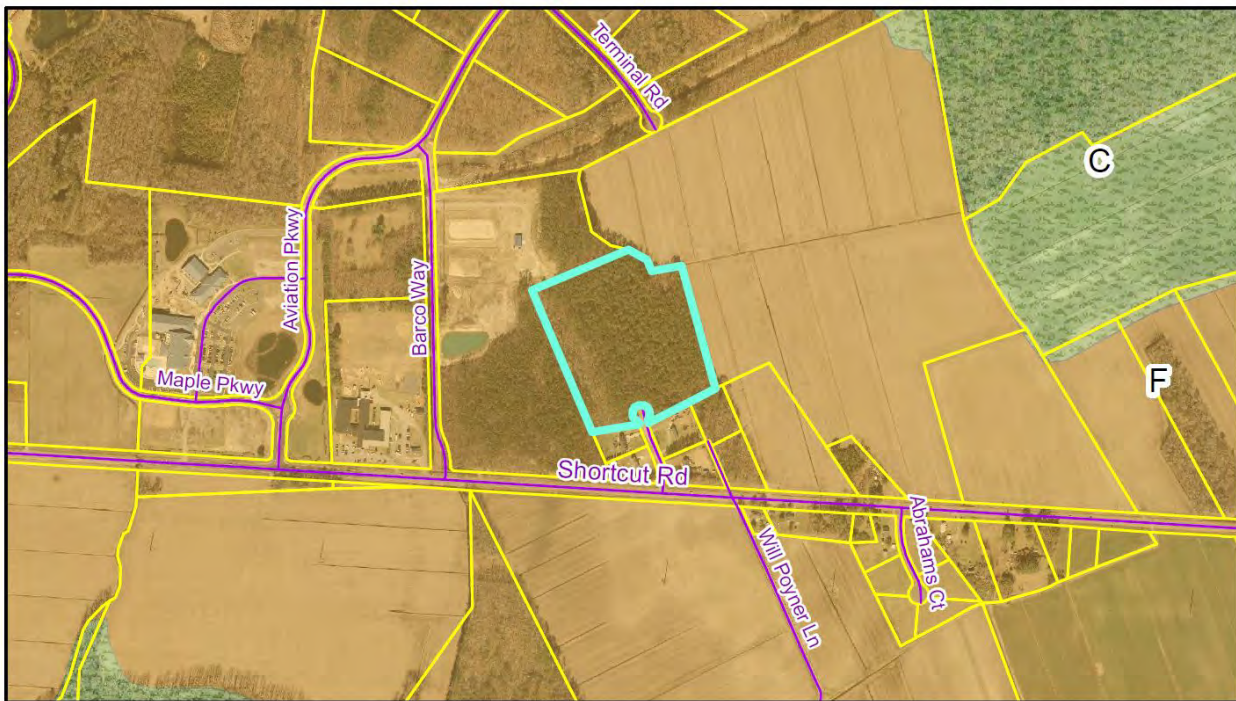 Terminal Rd
C
Aviation Pkwy
Barco Way
Maple Pkwy
F
Shortcut Rd
Abrahams Ct
Will Poyner Ln